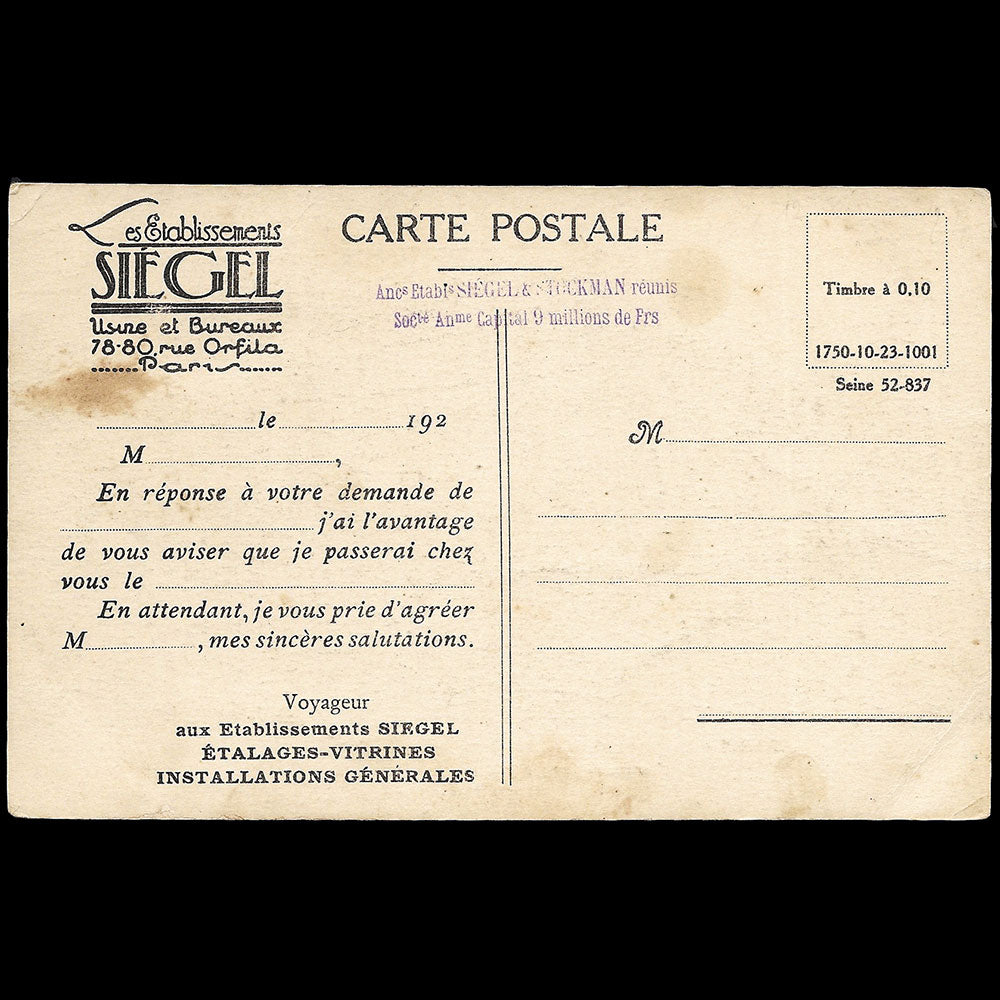 Les Etablissements
SIÉGEL
Usine et Bureaux
78-80, rue Orfila
Paris
CARTE POSTALE
Ancs Etabts SIÉGEL & STOCKMAN réunis
Socté Anme Capital 9 millions de Frs
Timbre à 0,10
1750-10-23-1001
Seine 52-837
le 192
M ,
En réponse à votre demande de
j'ai l'avantage
de vous aviser que je passerai chez
vous le
En attendant, je vous prie d'agréer
M , mes sincères salutations.
Voyageur
aux Etablissements SIEGEL
ÉTALAGES-VITRINES
INSTALLATIONS GÉNÉRALES
M